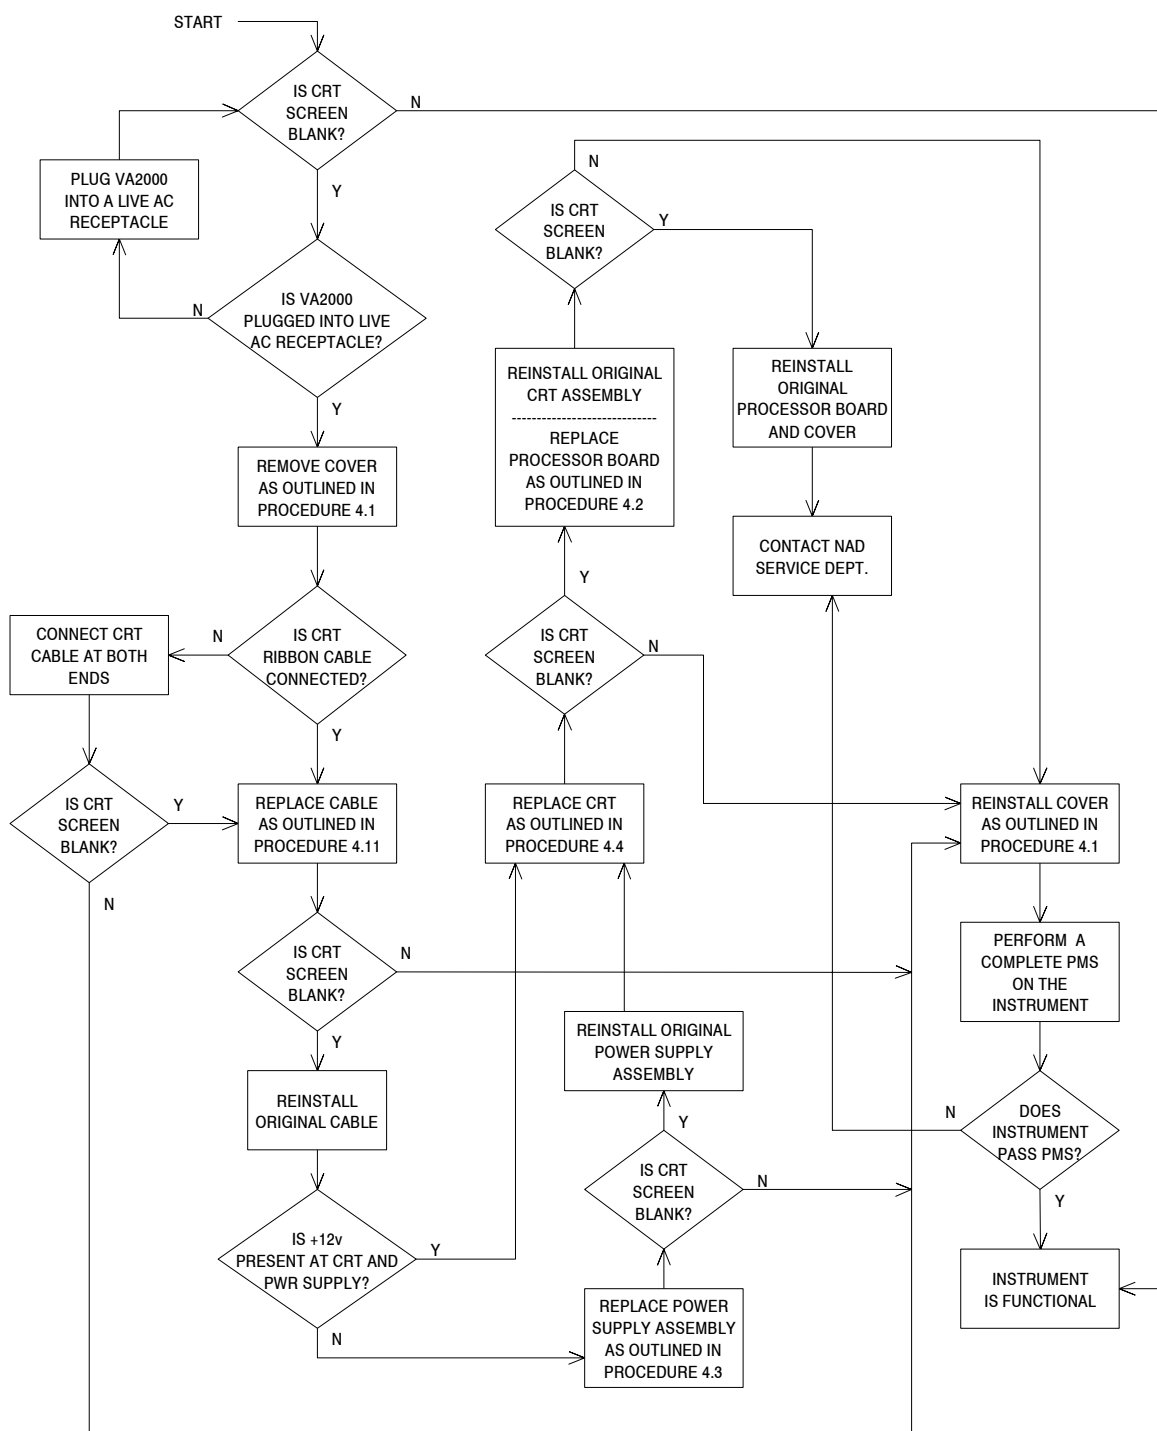 START
IS CRT
SCREEN
BLANK?
N
Y
PLUG VA2000
INTO A LIVE AC
RECEPTACLE
IS VA2000
PLUGGED INTO LIVE
AC RECEPTACLE?
N
Y
REMOVE COVER
AS OUTLINED IN
PROCEDURE 4.1
IS CRT
RIBBON CABLE
CONNECTED?
N
Y
CONNECT CRT
CABLE AT BOTH
ENDS
IS CRT
SCREEN
BLANK?
Y
N
REPLACE CABLE
AS OUTLINED IN
PROCEDURE 4.11
IS CRT
SCREEN
BLANK?
N
Y
REINSTALL
ORIGINAL CABLE
IS +12v
PRESENT AT CRT AND
PWR SUPPLY?
Y
N
REPLACE POWER
SUPPLY ASSEMBLY
AS OUTLINED IN
PROCEDURE 4.3
IS CRT
SCREEN
BLANK?
N
Y
REINSTALL ORIGINAL
POWER SUPPLY
ASSEMBLY
REPLACE CRT
AS OUTLINED IN
PROCEDURE 4.4
IS CRT
SCREEN
BLANK?
N
Y
REINSTALL ORIGINAL
CRT ASSEMBLY
-----------------------------
REPLACE
PROCESSOR BOARD
AS OUTLINED IN
PROCEDURE 4.2
IS CRT
SCREEN
BLANK?
N
Y
REINSTALL
ORIGINAL
PROCESSOR BOARD
AND COVER
CONTACT NAD
SERVICE DEPT.
REINSTALL COVER
AS OUTLINED IN
PROCEDURE 4.1
PERFORM A
COMPLETE PMS
ON THE
INSTRUMENT
DOES
INSTRUMENT
PASS PMS?
N
Y
INSTRUMENT
IS FUNCTIONAL